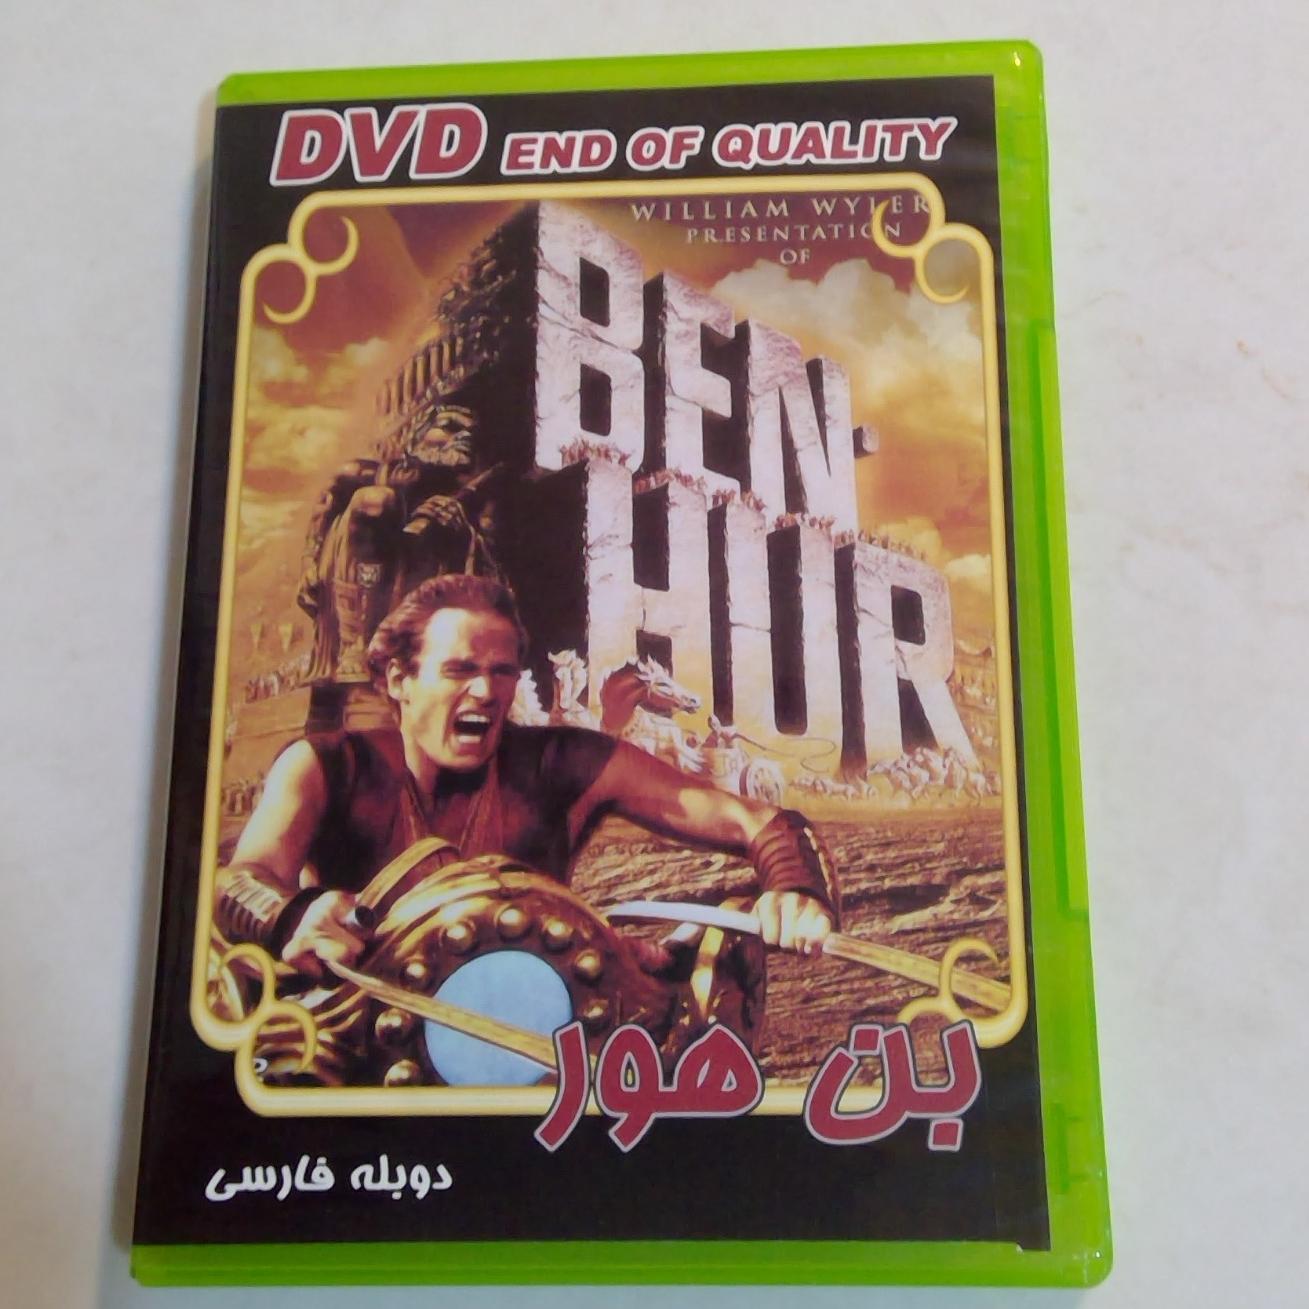 DVD END OF QUALITY
WILLIAM WYLER
PRESENTATION
OF
BEN-
HUR
بن هور
دوبله فارسی